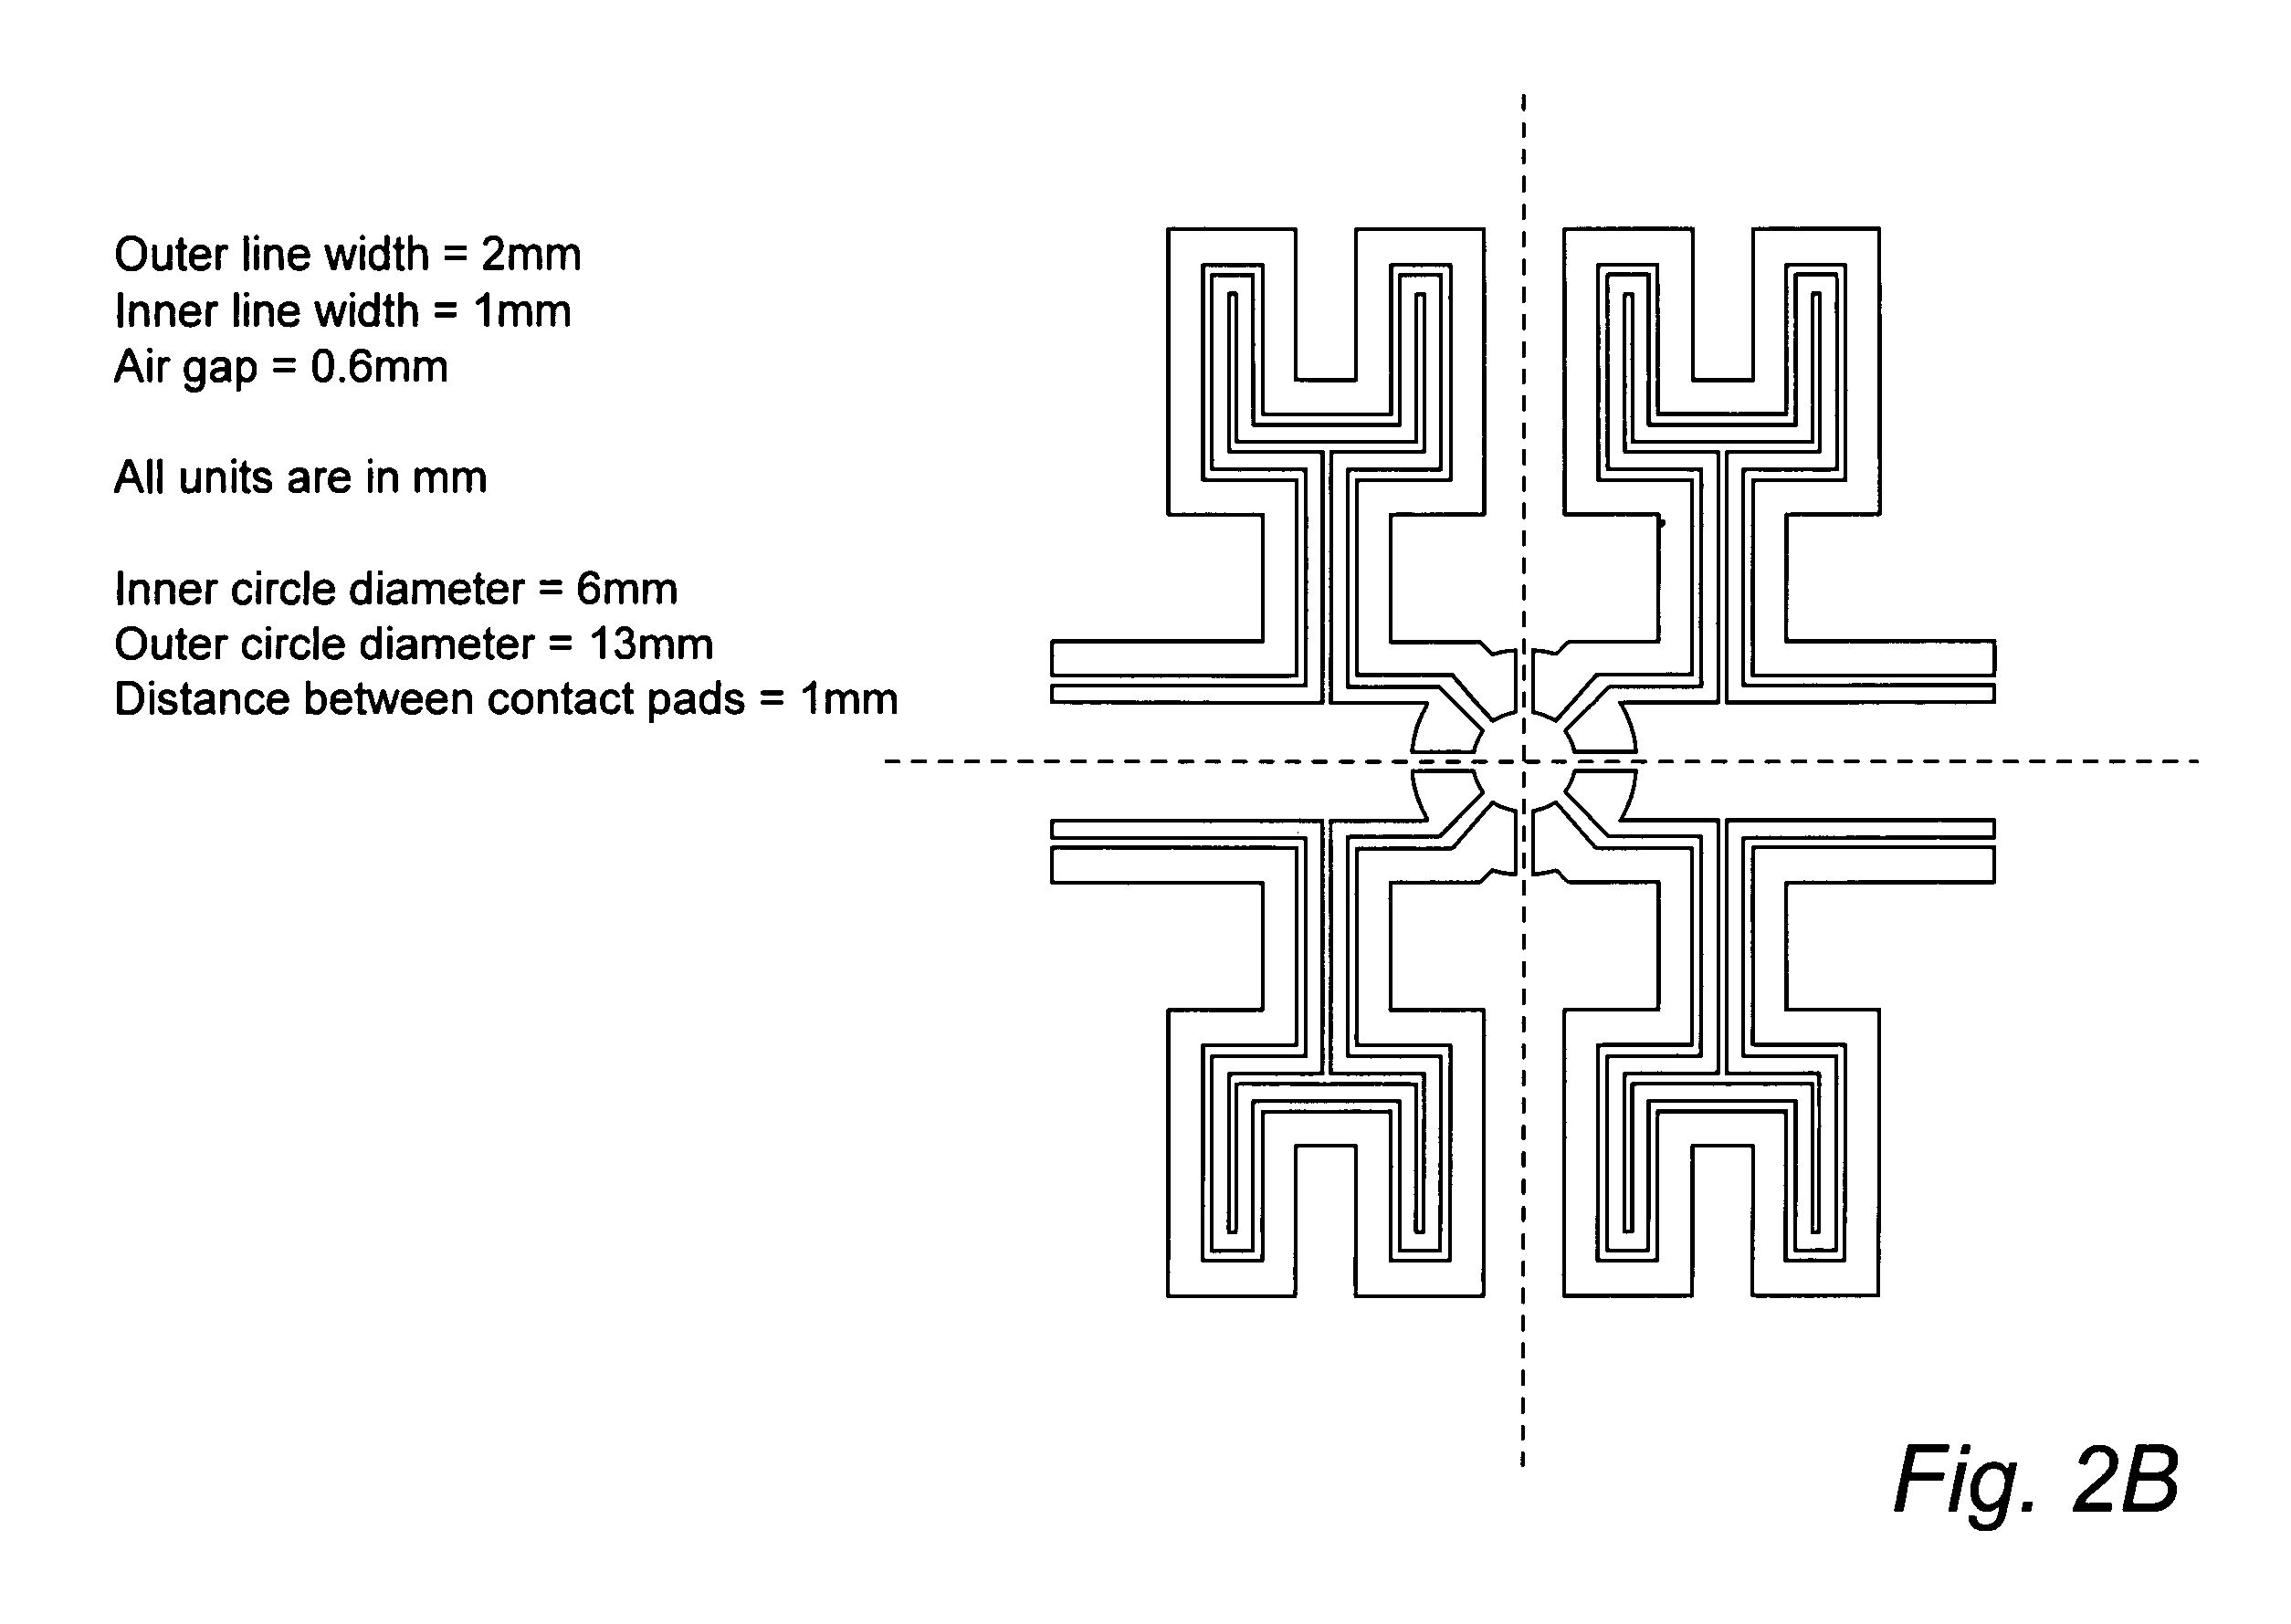 Outer line width = 2mm
Inner line width = 1mm
Air gap = 0.6mm
All units are in mm
Inner circle diameter = 6mm
Outer circle diameter = 13mm
Distance between contact pads = 1mm
Fig. 2B